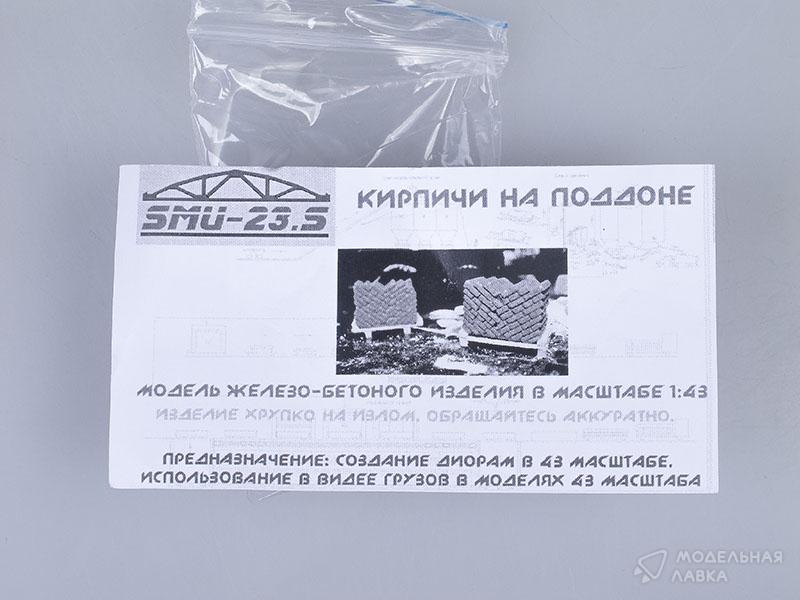 SMU-23.S
КИРПИЧИ НА ПОДДОНЕ
МОДЕЛЬ ЖЕЛЕЗО-БЕТОНОГО ИЗДЕЛИЯ В МАСШТАБЕ 1:43
ИЗДЕЛИЕ ХРУПКО НА ИЗЛОМ. ОБРАЩАЙТЕСЬ АККУРАТНО.
ПРЕДНАЗНАЧЕНИЕ: СОЗДАНИЕ ДИОРАМ В 43 МАСШТАБЕ.
ИСПОЛЬЗОВАНИЕ В ВИДЕЕ ГРУЗОВ В МОДЕЛЯХ 43 МАСШТАБА
МОДЕЛЬНАЯ
ЛАВКА